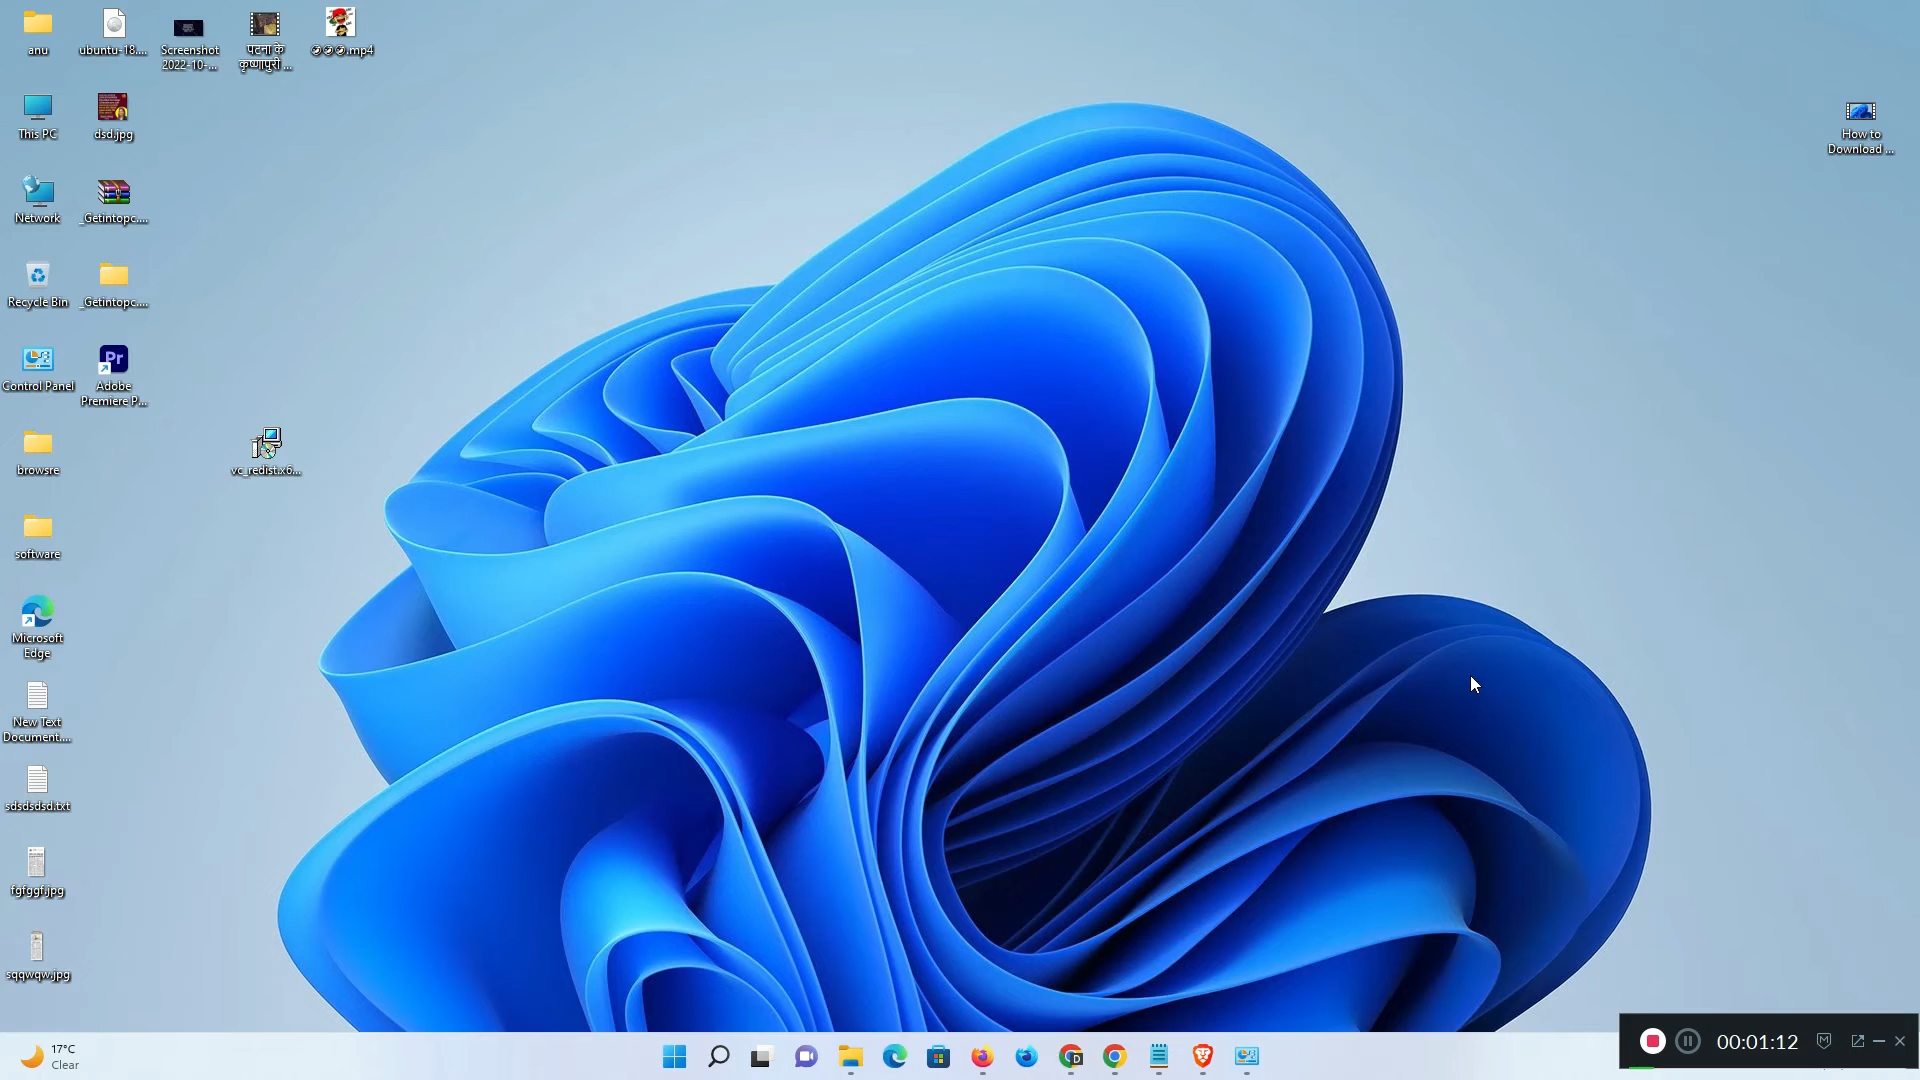 anu
ubuntu-18....
Screenshot
2022-10-...
पटना के
कृष्णापुरी ...
.mp4
This PC
dsd.jpg
How to
Download ...
Network
_Getintopc....
Recycle Bin
_Getintopc....
Control Panel
Pr
Adobe
Premiere P...
browsre
vc_redist.x6...
software
Microsoft
Edge
New Text
Document....
sdsdsdsd.txt
fgfggf.jpg
sqqwqw.jpg
17°C
Clear
D
00:01:12